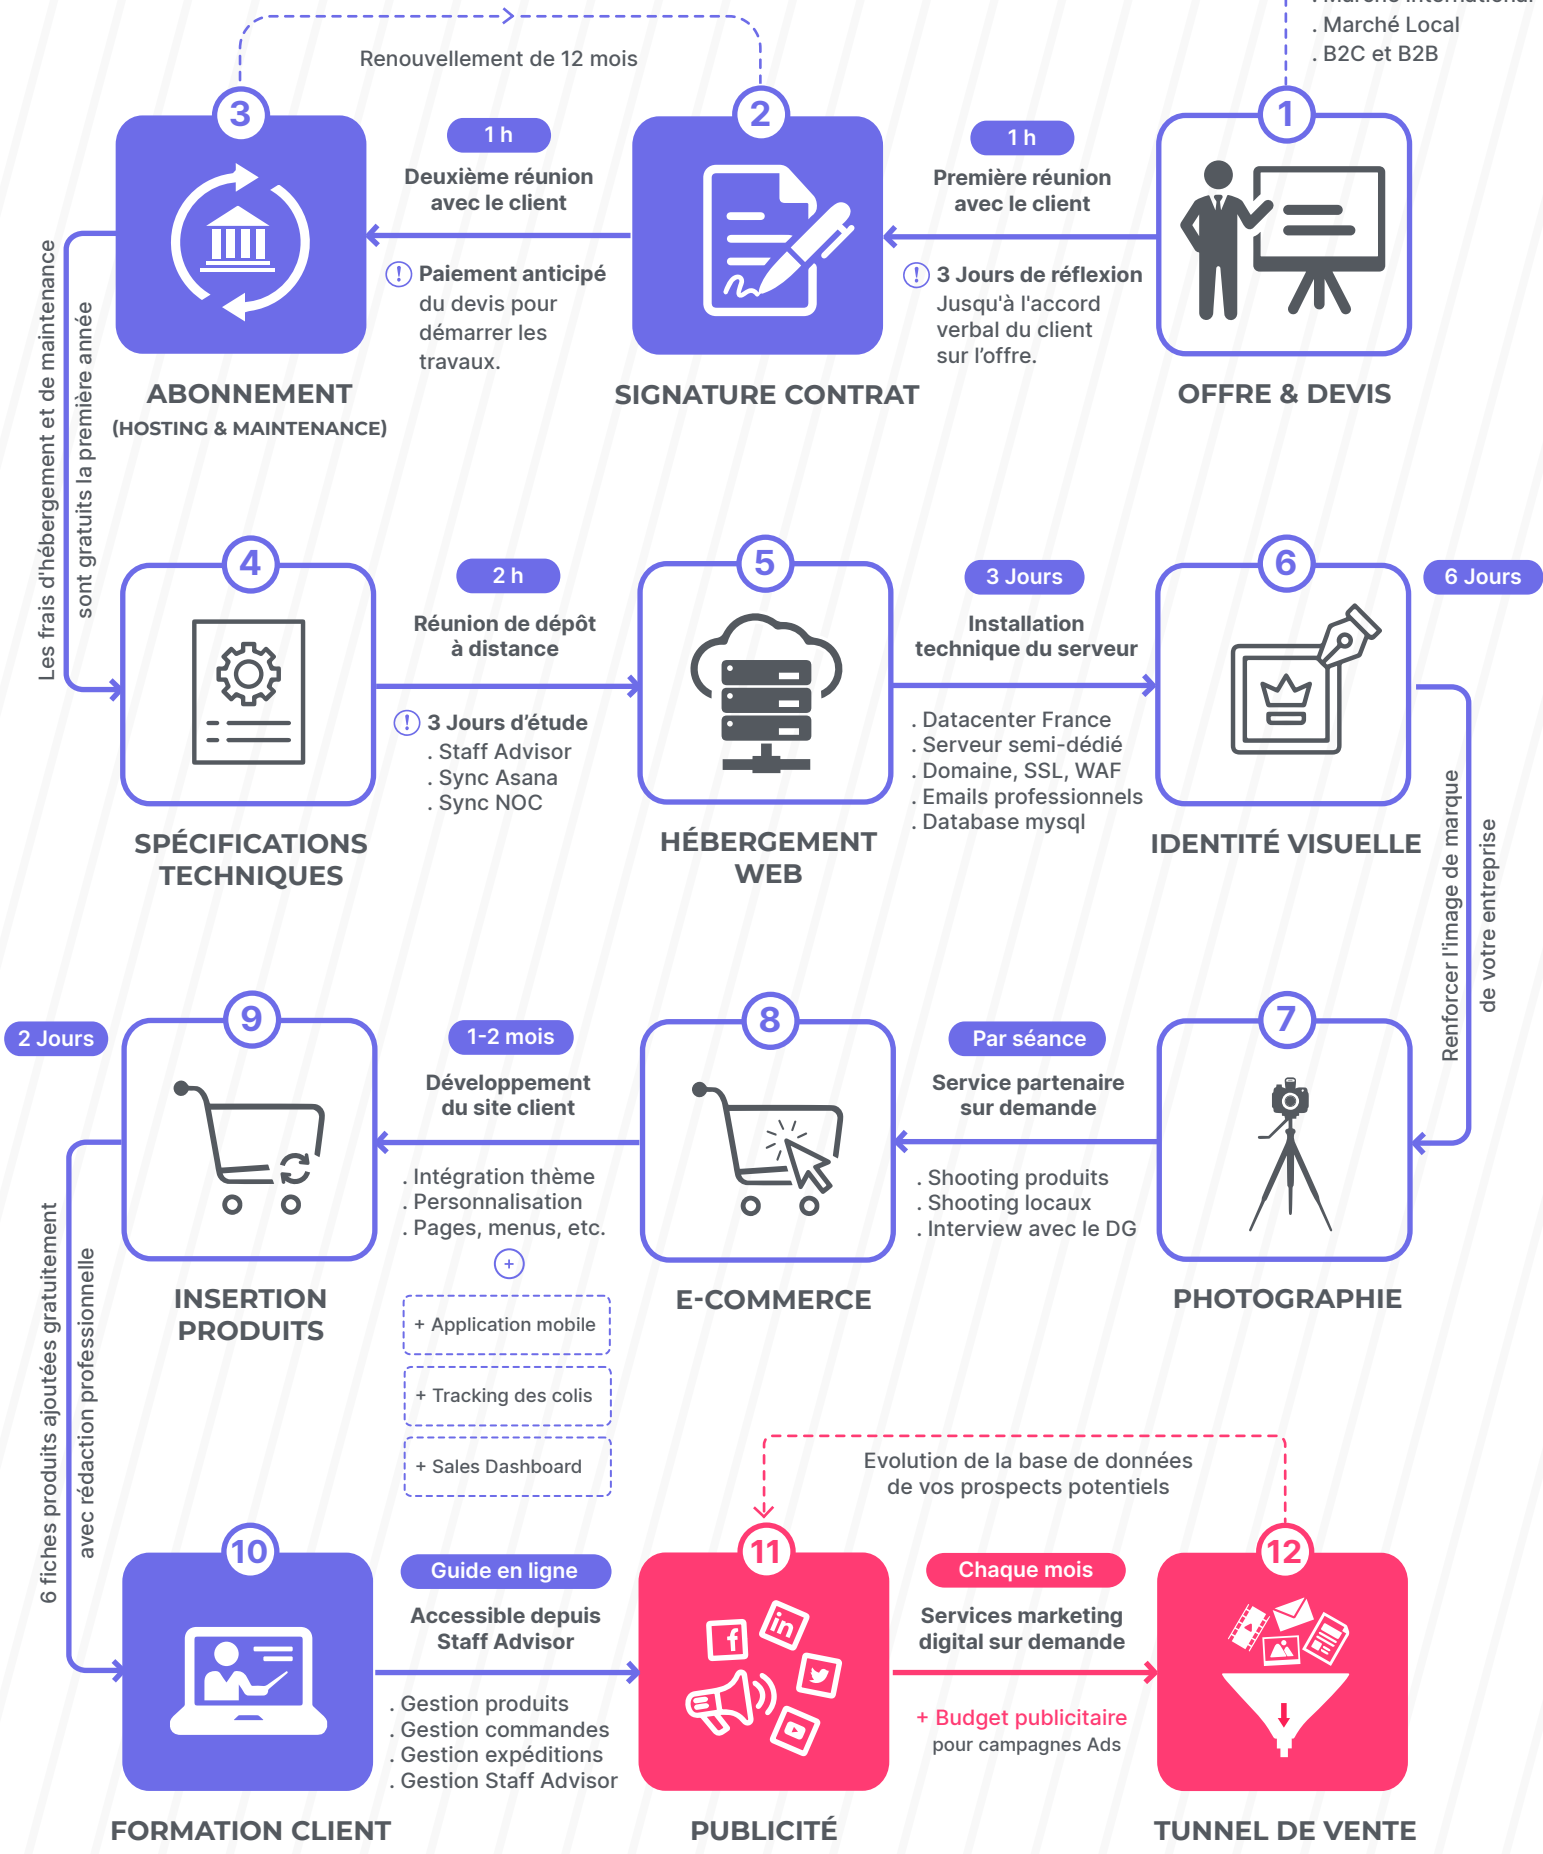 . Marché International
. Marché Local
. B2C et B2B
Renouvellement de 12 mois
1
OFFRE & DEVIS
1 h
Première réunion
avec le client
! 3 Jours de réflexion
Jusqu'à l'accord
verbal du client
sur l'offre.
2
SIGNATURE CONTRAT
1 h
Deuxième réunion
avec le client
! Paiement anticipé
du devis pour
démarrer les
travaux.
3
ABONNEMENT
(HOSTING & MAINTENANCE)
Les frais d'hébergement et de maintenance
sont gratuits la première année
4
SPÉCIFICATIONS
TECHNIQUES
2 h
Réunion de dépôt
à distance
! 3 Jours d'étude
. Staff Advisor
. Sync Asana
. Sync NOC
5
HÉBERGEMENT
WEB
3 Jours
Installation
technique du serveur
. Datacenter France
. Serveur semi-dédié
. Domaine, SSL, WAF
. Emails professionnels
. Database mysql
6
IDENTITÉ VISUELLE
6 Jours
Renforcer l'image de marque
de votre entreprise
7
PHOTOGRAPHIE
Par séance
Service partenaire
sur demande
. Shooting produits
. Shooting locaux
. Interview avec le DG
8
E-COMMERCE
1-2 mois
Développement
du site client
. Intégration thème
. Personnalisation
. Pages, menus, etc.
+
+ Application mobile
+ Tracking des colis
+ Sales Dashboard
9
INSERTION
PRODUITS
2 Jours
6 fiches produits ajoutées gratuitement
avec rédaction professionnelle
10
FORMATION CLIENT
Guide en ligne
Accessible depuis
Staff Advisor
. Gestion produits
. Gestion commandes
. Gestion expéditions
. Gestion Staff Advisor
11
f
in
PUBLICITÉ
Chaque mois
Services marketing
digital sur demande
+ Budget publicitaire
pour campagnes Ads
Evolution de la base de données
de vos prospects potentiels
12
TUNNEL DE VENTE